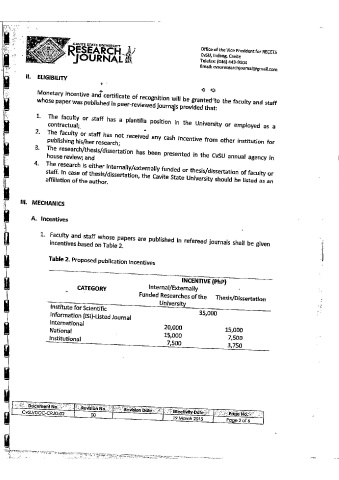 CAVITE STATE UNIVERSITY
RESEARCH
JOURNAL
Office of the Vice President for RECETS
CvSU, Indang, Cavite
Telefax: (046)
II. ELIGIBILITY
Monetary incentive and certificate of recognition will be granted to the faculty and staff
whose paper was published in peer-reviewed journals provided that:
1. The faculty or staff has a plantilla position in the University or employed as a
contractual;
2. The faculty or staff has not received any cash incentive from other institution for
publishing his/her research;
3. The research/thesis/dissertation has been presented in the CvSU annual agency in
house review; and
4. The research is either internally/externally funded or thesis/dissertation of faculty or
staff. In case of thesis/dissertation, the Cavite State University should be listed as an
affiliation of the author.
III. MECHANICS
A. Incentives
1. Faculty and staff whose papers are published in refereed journals shall be given
incentives based on Table 2.
Table 2. Proposed publication incentives
INCENTIVE (PhP)
CATEGORY Internal/Externally
Funded Researches of the Thesis/Dissertation
University
Institute for Scientific 35,000
Information (ISI)-Listed Journal
International 20,000 15,000
National 15,000 7,500
Institutional 7,500 3,750
Document No. Revision No. Revision Date Effectivity Date Page No.
00 19 March 2015 Page 2 of 5